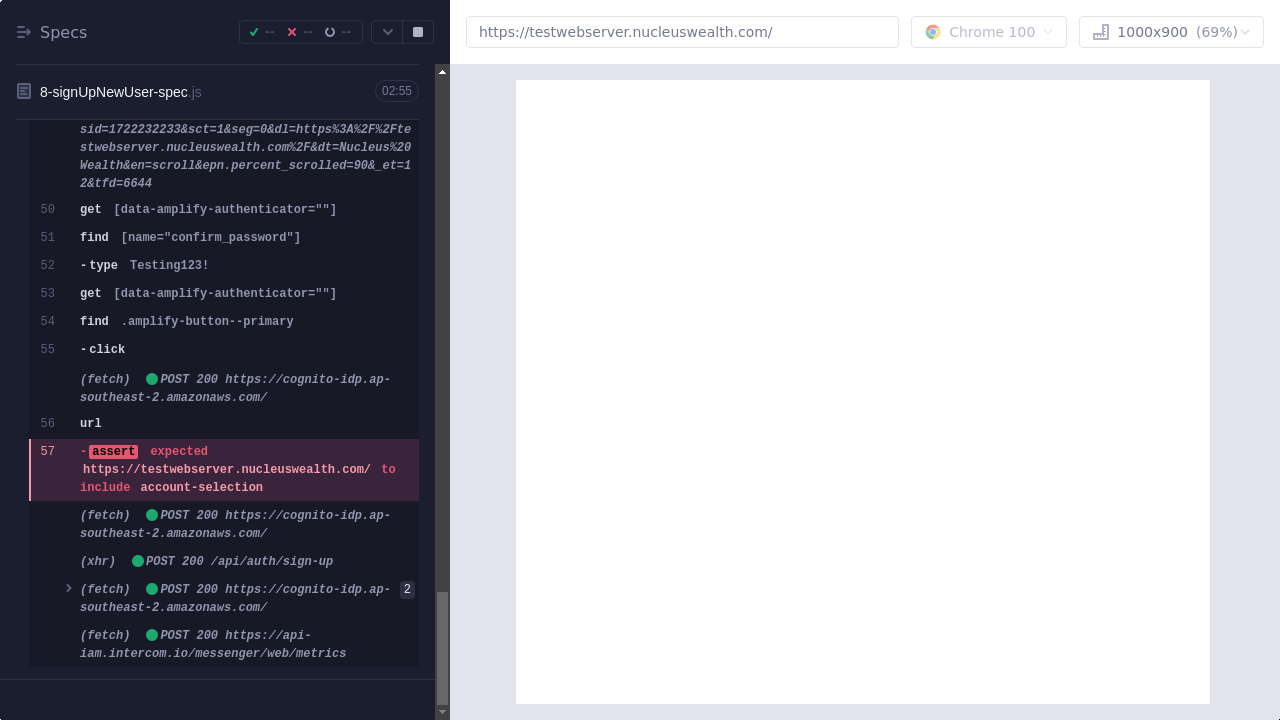 Specs
-- -- --
https://testwebserver.nucleuswealth.com/
Chrome 100
1000x900 (69%)
8-signUpNewUser-spec.js
02:55
sid=1722232233&sct=1&seg=0&dl=https%3A%2F%2Fte
stwebserver.nucleuswealth.com%2F&dt=Nucleus%20
Wealth&en=scroll&epn.percent_scrolled=90&_et=1
2&tfd=6644
50 get [data-amplify-authenticator=""]
51 find [name="confirm_password"]
52 -type Testing123!
53 get [data-amplify-authenticator=""]
54 find .amplify-button--primary
55 -click
(fetch) POST 200 https://cognito-idp.ap-
southeast-2.amazonaws.com/
56 url
57 -assert expected
https://testwebserver.nucleuswealth.com/ to
include account-selection
(fetch) POST 200 https://cognito-idp.ap-
southeast-2.amazonaws.com/
(xhr) POST 200 /api/auth/sign-up
(fetch) POST 200 https://cognito-idp.ap- 2
southeast-2.amazonaws.com/
(fetch) POST 200 https://api-
iam.intercom.io/messenger/web/metrics